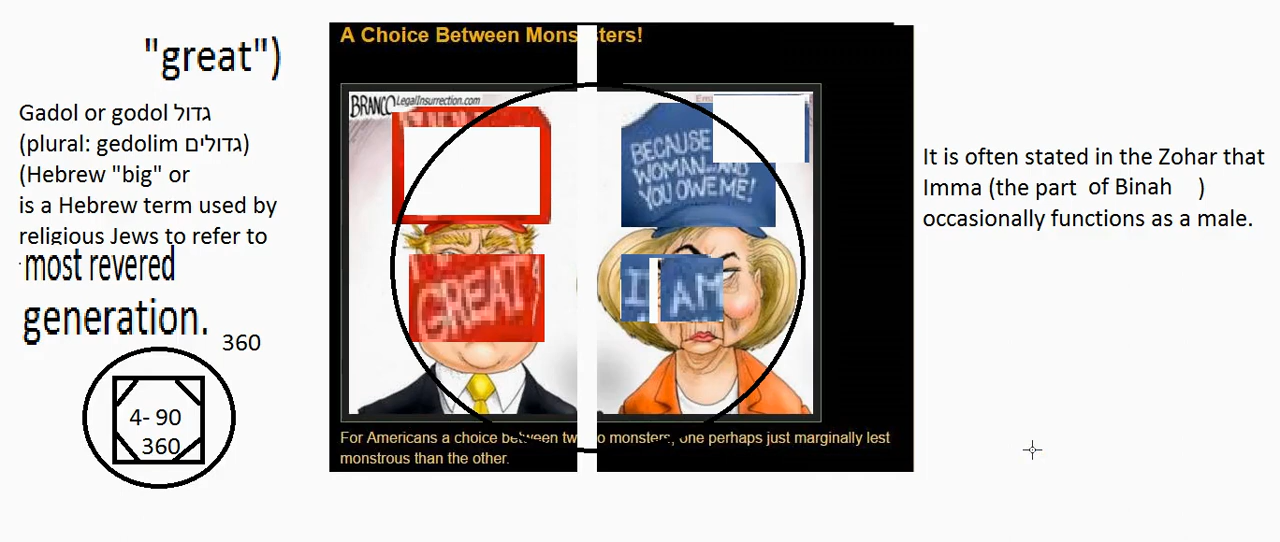 "great")
Gadol or godol גדול
(plural: gedolim גדולים)
(Hebrew "big" or
is a Hebrew term used by
religious Jews to refer to
most revered
generation.
360
4- 90
360
A Choice Between Mons sters!
BRANCO LegalInsurrection.com
BECAUSE
WOMAN... AND
YOU OWE ME!
GREAT
I AM
For Americans a choice between tw o monsters, one perhaps just marginally lest
monstrous than the other.
It is often stated in the Zohar that
Imma (the part of Binah )
occasionally functions as a male.